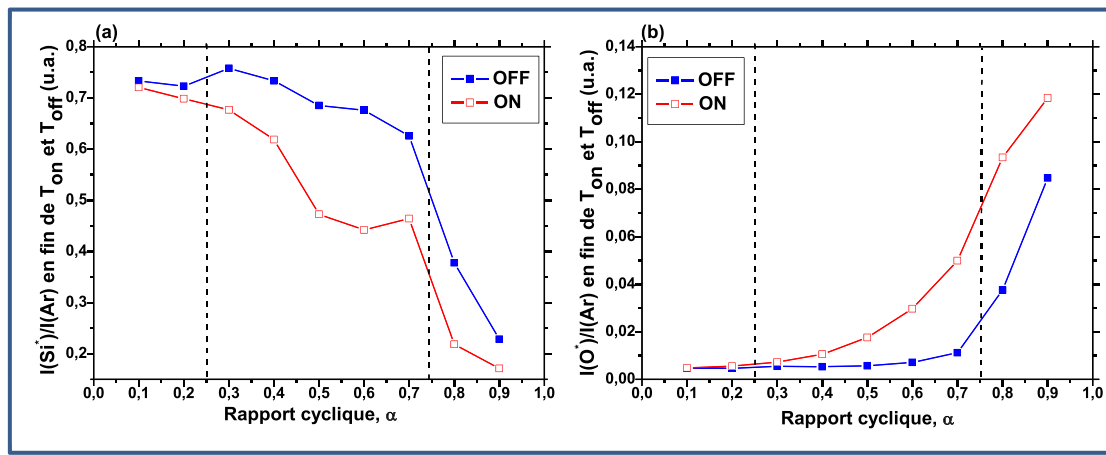 (a)
I(Si*)/I(Ar) en fin de T_on et T_off (u.a.)
0,8
0,7
0,6
0,5
0,4
0,3
0,2
OFF
ON
0,0 0,1 0,2 0,3 0,4 0,5 0,6 0,7 0,8 0,9 1,0
Rapport cyclique, α
(b)
I(O*)/I(Ar) en fin de T_on et T_off (u.a.)
0,14
0,12
0,10
0,08
0,06
0,04
0,02
0,00
OFF
ON
0,0 0,1 0,2 0,3 0,4 0,5 0,6 0,7 0,8 0,9 1,0
Rapport cyclique, α